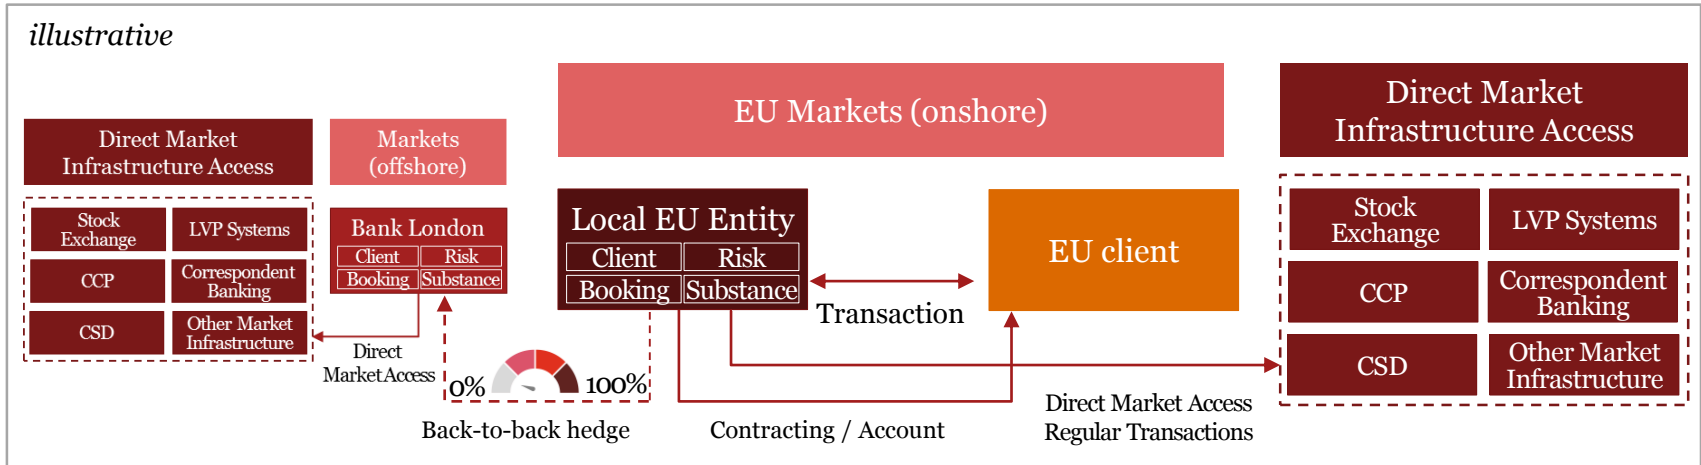 illustrative
Direct Market
Infrastructure Access
Stock
Exchange
LVP Systems
CCP
Correspondent
Banking
CSD
Other Market
Infrastructure
Markets
(offshore)
Bank London
Client
Risk
Booking
Substance
Direct
Market Access
0%
100%
Back-to-back hedge
EU Markets (onshore)
Local EU Entity
Client
Risk
Booking
Substance
Transaction
EU client
Contracting / Account
Direct Market Access
Regular Transactions
Direct Market
Infrastructure Access
Stock
Exchange
LVP Systems
CCP
Correspondent
Banking
CSD
Other Market
Infrastructure